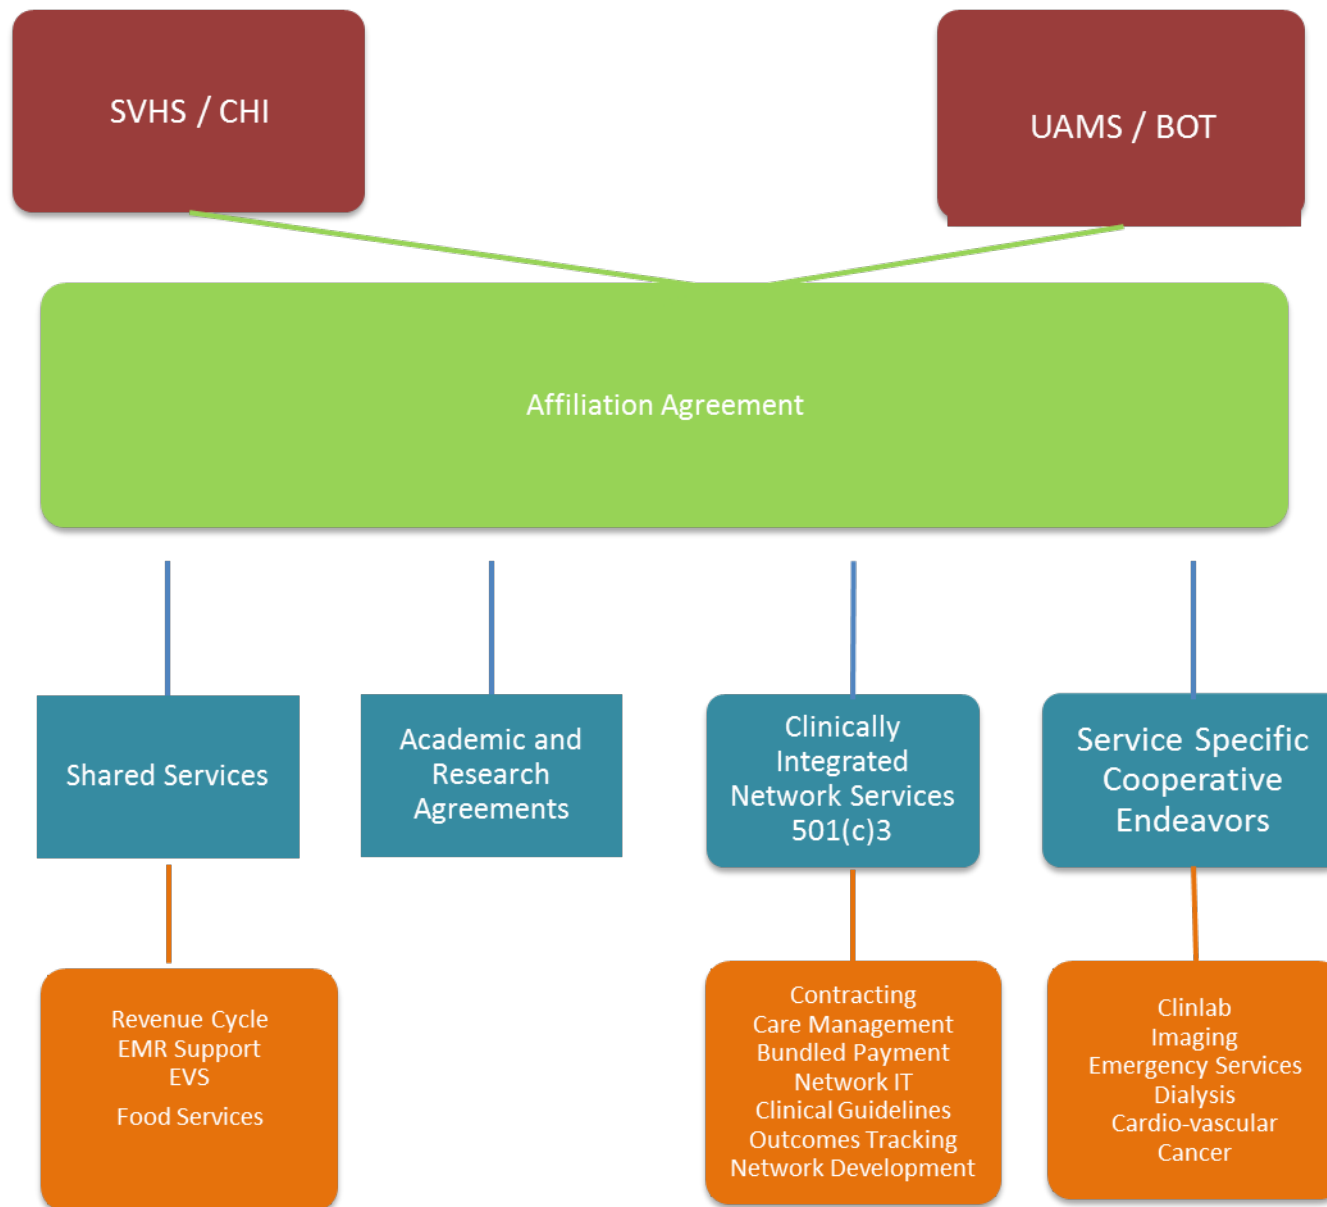 SVHS / CHI
UAMS / BOT
Affiliation Agreement
Shared Services
Academic and
Research
Agreements
Clinically
Integrated
Network Services
501(c)3
Service Specific
Cooperative
Endeavors
Revenue Cycle
EMR Support
EVS
Food Services
Contracting
Care Management
Bundled Payment
Network IT
Clinical Guidelines
Outcomes Tracking
Network Development
Clinlab
Imaging
Emergency Services
Dialysis
Cardio-vascular
Cancer